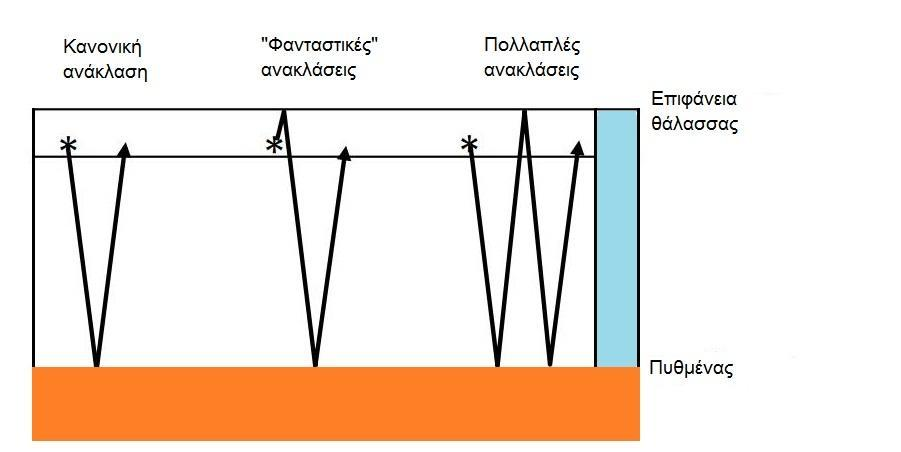 Κανονική
ανάκλαση
"Φανταστικές"
ανακλάσεις
Πολλαπλές
ανακλάσεις
Επιφάνεια
θάλασσας
Πυθμένας